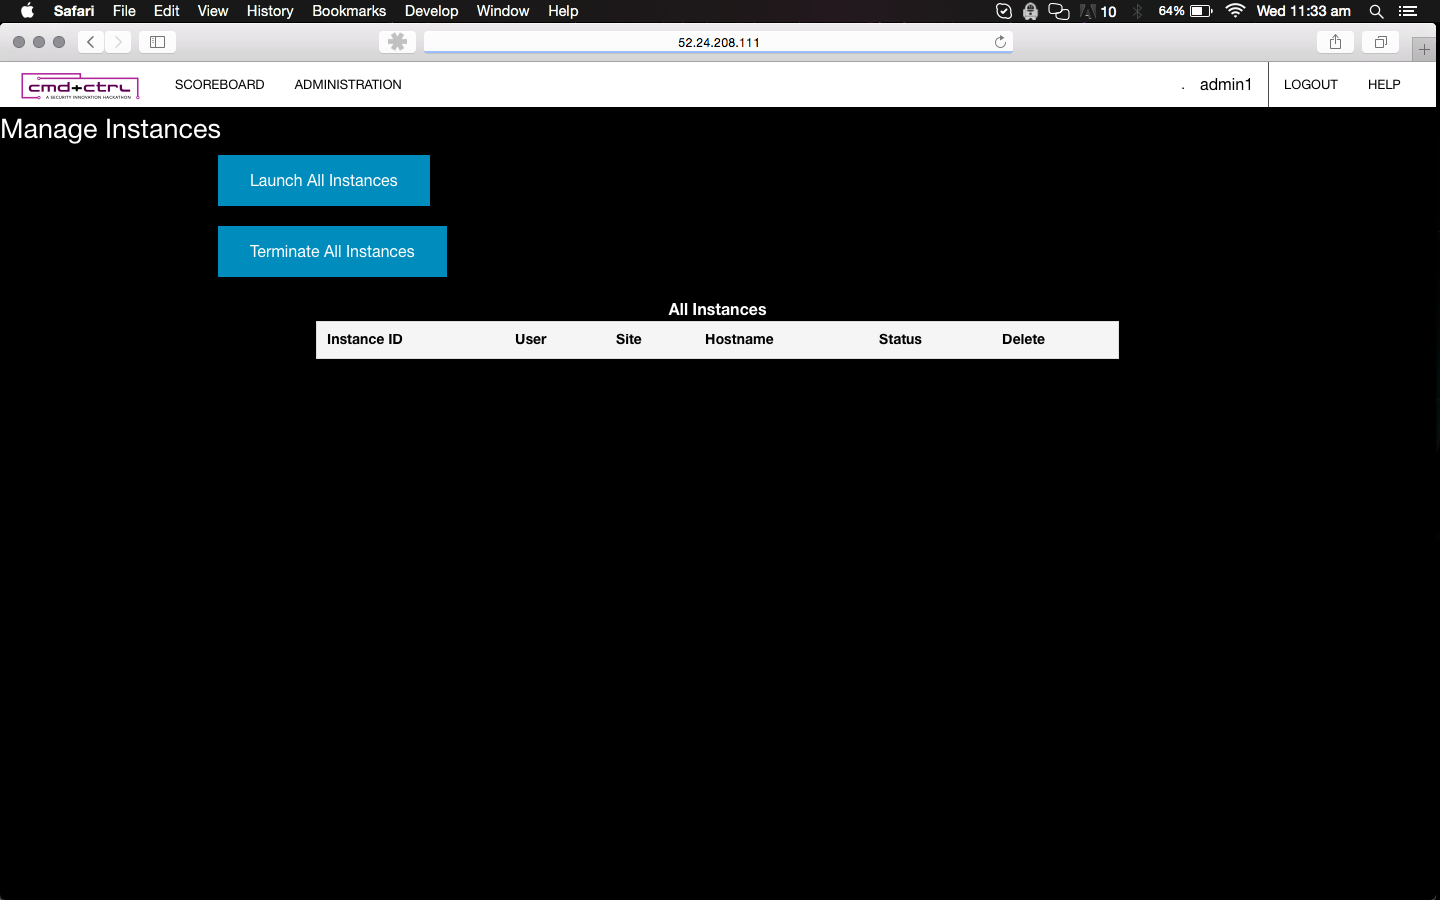 Safari File Edit View History Bookmarks Develop Window Help 10 64% Wed 11:33 am
52.24.208.111
cmd+ctrl SCOREBOARD ADMINISTRATION . admin1 LOGOUT HELP
A SECURITY INNOVATION HACKATHON
Manage Instances
Launch All Instances
Terminate All Instances
All Instances
Instance ID User Site Hostname Status Delete